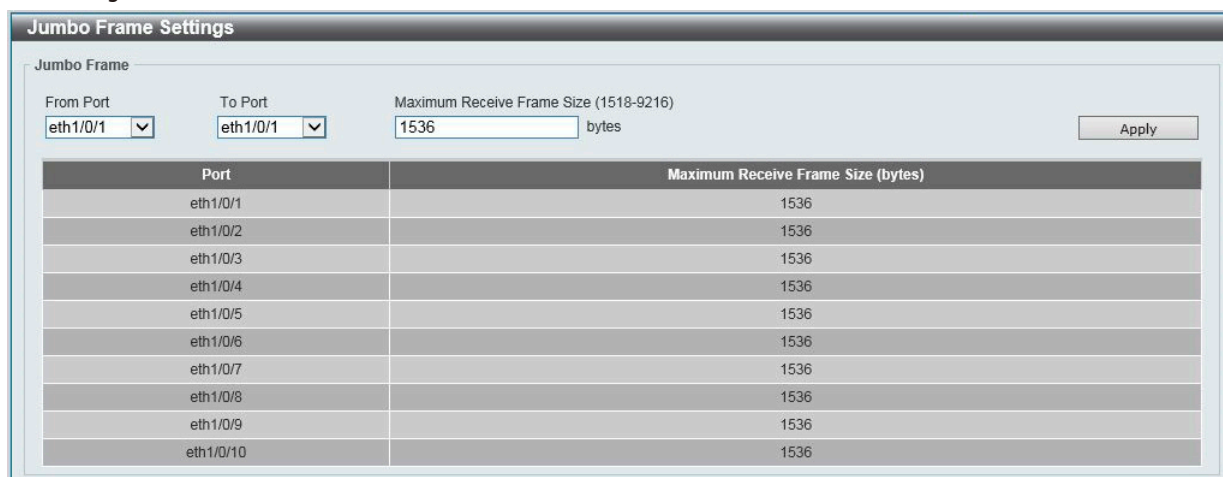 Jumbo Frame Settings
Jumbo Frame
From Port To Port Maximum Receive Frame Size (1518-9216)
eth1/0/1 eth1/0/1 1536 bytes Apply
Port Maximum Receive Frame Size (bytes)
eth1/0/1 1536
eth1/0/2 1536
eth1/0/3 1536
eth1/0/4 1536
eth1/0/5 1536
eth1/0/6 1536
eth1/0/7 1536
eth1/0/8 1536
eth1/0/9 1536
eth1/0/10 1536